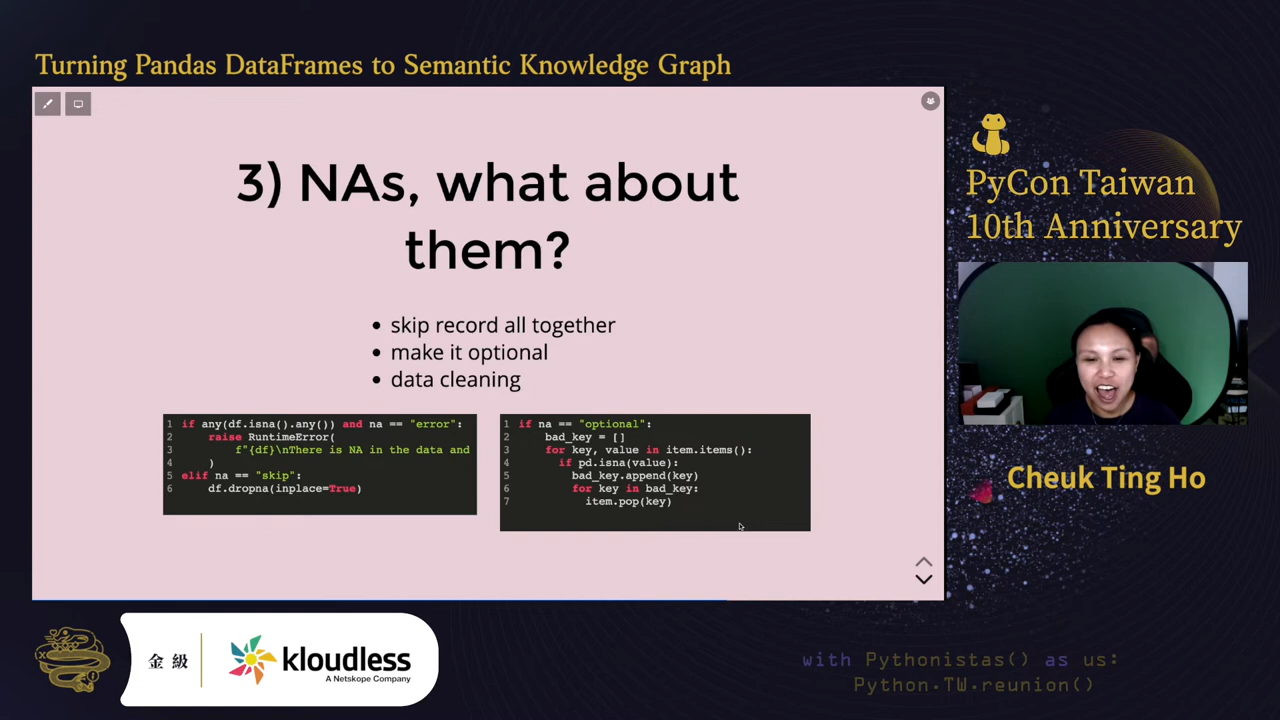 Turning Pandas DataFrames to Semantic Knowledge Graph
3) NAs, what about
them?
• skip record all together
• make it optional
• data cleaning
1 if any(df.isna().any()) and na == "error":
2 raise RuntimeError(
3 f"{df}\nThere is NA in the data and
4 )
5 elif na == "skip":
6 df.dropna(inplace=True)
1 if na == "optional":
2 bad_key = []
3 for key, value in item.items():
4 if pd.isna(value):
5 bad_key.append(key)
6 for key in bad_key:
7 item.pop(key)
PyCon Taiwan
10th Anniversary
Cheuk Ting Ho
金級
kloudless
A Netskope Company
with Pythonistas() as us:
Python.TW.reunion()